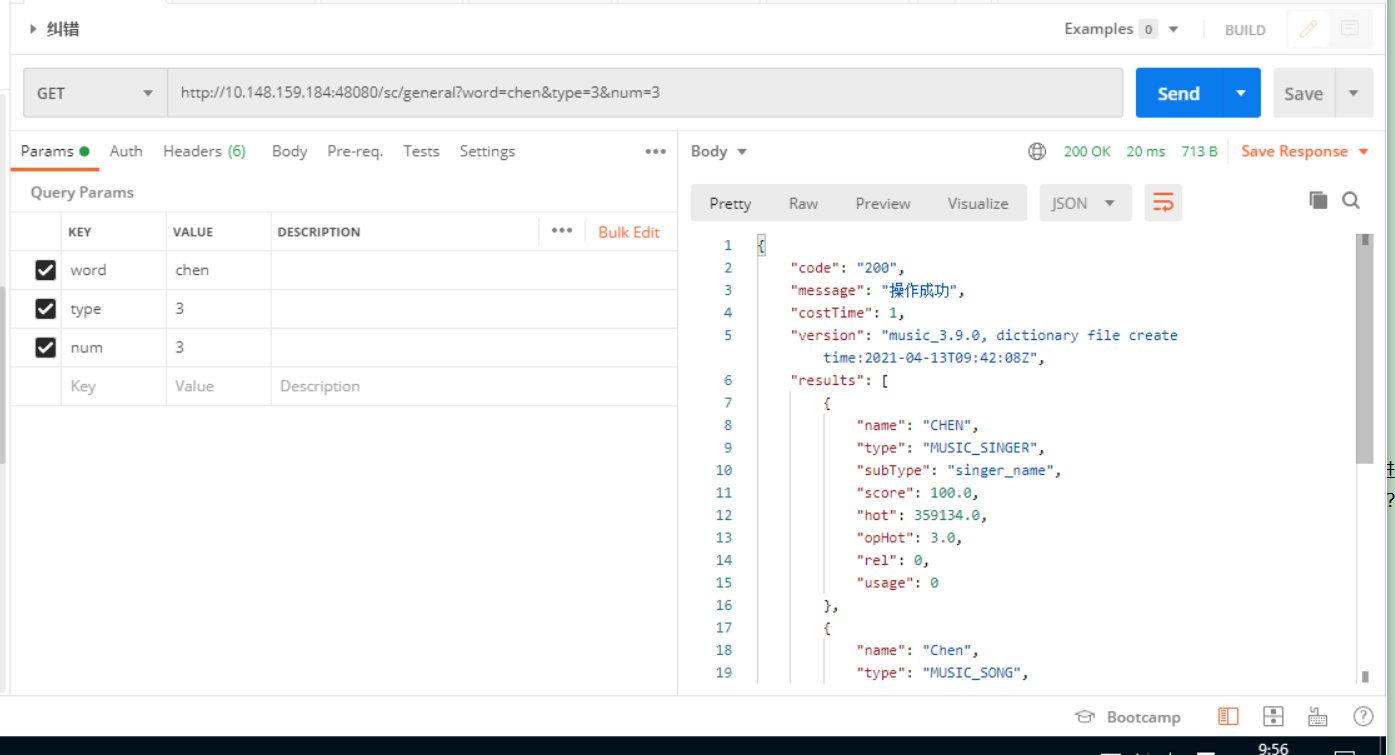 纠错
Examples 0
BUILD
GET
http://10.148.159.184:48080/sc/general?word=chen&type=3&num=3
Send
Save
Params
Auth
Headers (6)
Body
Pre-req.
Tests
Settings
Query Params
KEY
VALUE
DESCRIPTION
Bulk Edit
word
chen
type
3
num
3
Key
Value
Description
Body
200 OK
20 ms
713 B
Save Response
Pretty
Raw
Preview
Visualize
JSON
1 {
2 "code": "200",
3 "message": "操作成功",
4 "costTime": 1,
5 "version": "music_3.9.0, dictionary file create
time:2021-04-13T09:42:08Z",
6 "results": [
7 {
8 "name": "CHEN",
9 "type": "MUSIC_SINGER",
10 "subType": "singer_name",
11 "score": 100.0,
12 "hot": 359134.0,
13 "opHot": 3.0,
14 "rel": 0,
15 "usage": 0
16 },
17 {
18 "name": "Chen",
19 "type": "MUSIC_SONG",
?
Bootcamp
9:56